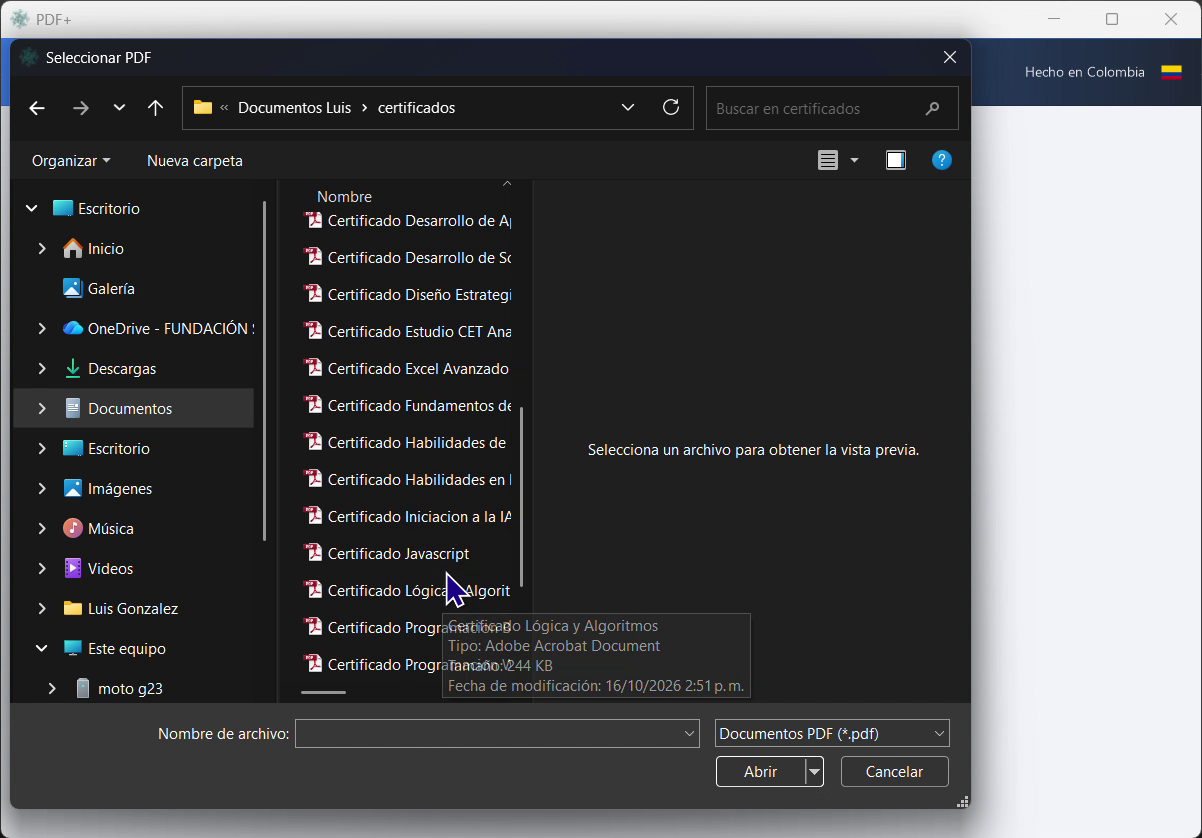 PDF+
Hecho en Colombia
Seleccionar PDF
« Documentos Luis > certificados
Buscar en certificados
Organizar
Nueva carpeta
?
Escritorio
Inicio
Galería
OneDrive - FUNDACIÓN
Descargas
Documentos
Escritorio
Imágenes
Música
Videos
Luis Gonzalez
Este equipo
moto g23
Nombre
Certificado Desarrollo de
Certificado Desarrollo de
Certificado Diseño Estrategi
Certificado Estudio CET Ana
Certificado Excel Avanzado
Certificado Fundamentos de
Certificado Habilidades de
Certificado Habilidades en
Certificado Iniciacion a la IA
Certificado Javascript
Certificado Lógica Algorit
Certificado Programación
Certificado Programación
Certificado Lógica y Algoritmos
Tipo: Adobe Acrobat Document
Tamaño: 244 KB
Fecha de modificación: 16/10/2026 2:51 p. m.
Selecciona un archivo para obtener la vista previa.
Nombre de archivo:
Documentos PDF (*.pdf)
Abrir
Cancelar